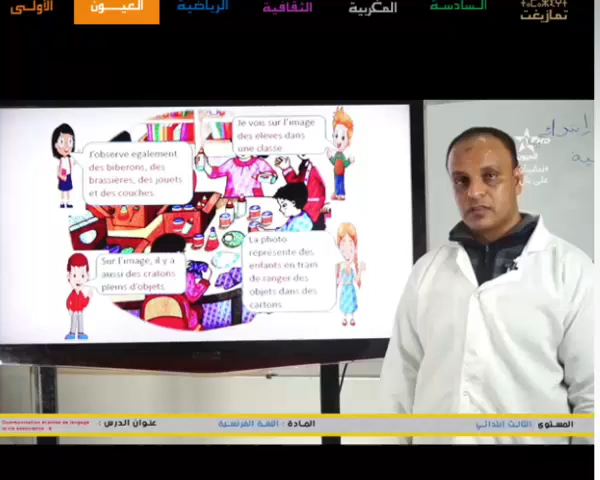 الأولى
العيون
الرياضية
الثقافية
المغربية
السادسة
تمازيغت
Je vois sur l'image
des élèves dans
une classe
J'observe également
des biberons, des
brassières, des jouets
et des couches.
La photo
représente des
enfants en train
de ranger des
objets dans des
cartons
Sur l'image, il y a
aussi des cratons
pleins d'objets
المستوى الثالث إبتدائي
المادة : اللغة الفرنسية
عنوان الدرس :